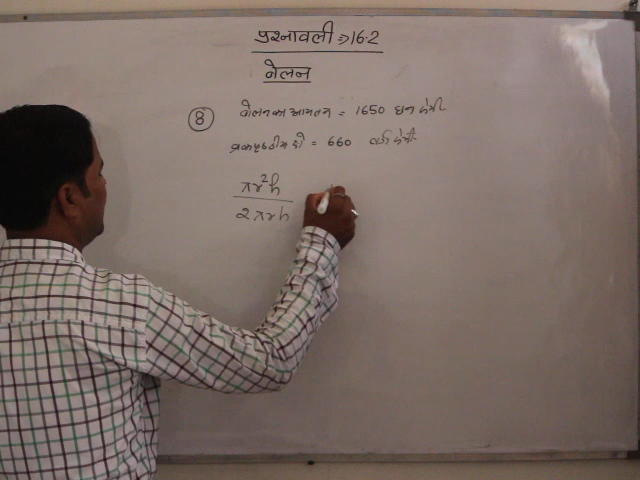 प्रश्नावली ⇒ 16.2
बेलन
8 बेलन का आयतन = 1650 घन सेमी
वक्रपृष्ठीय क्षे० = 660 वर्ग सेमी
πr²h
2πrh